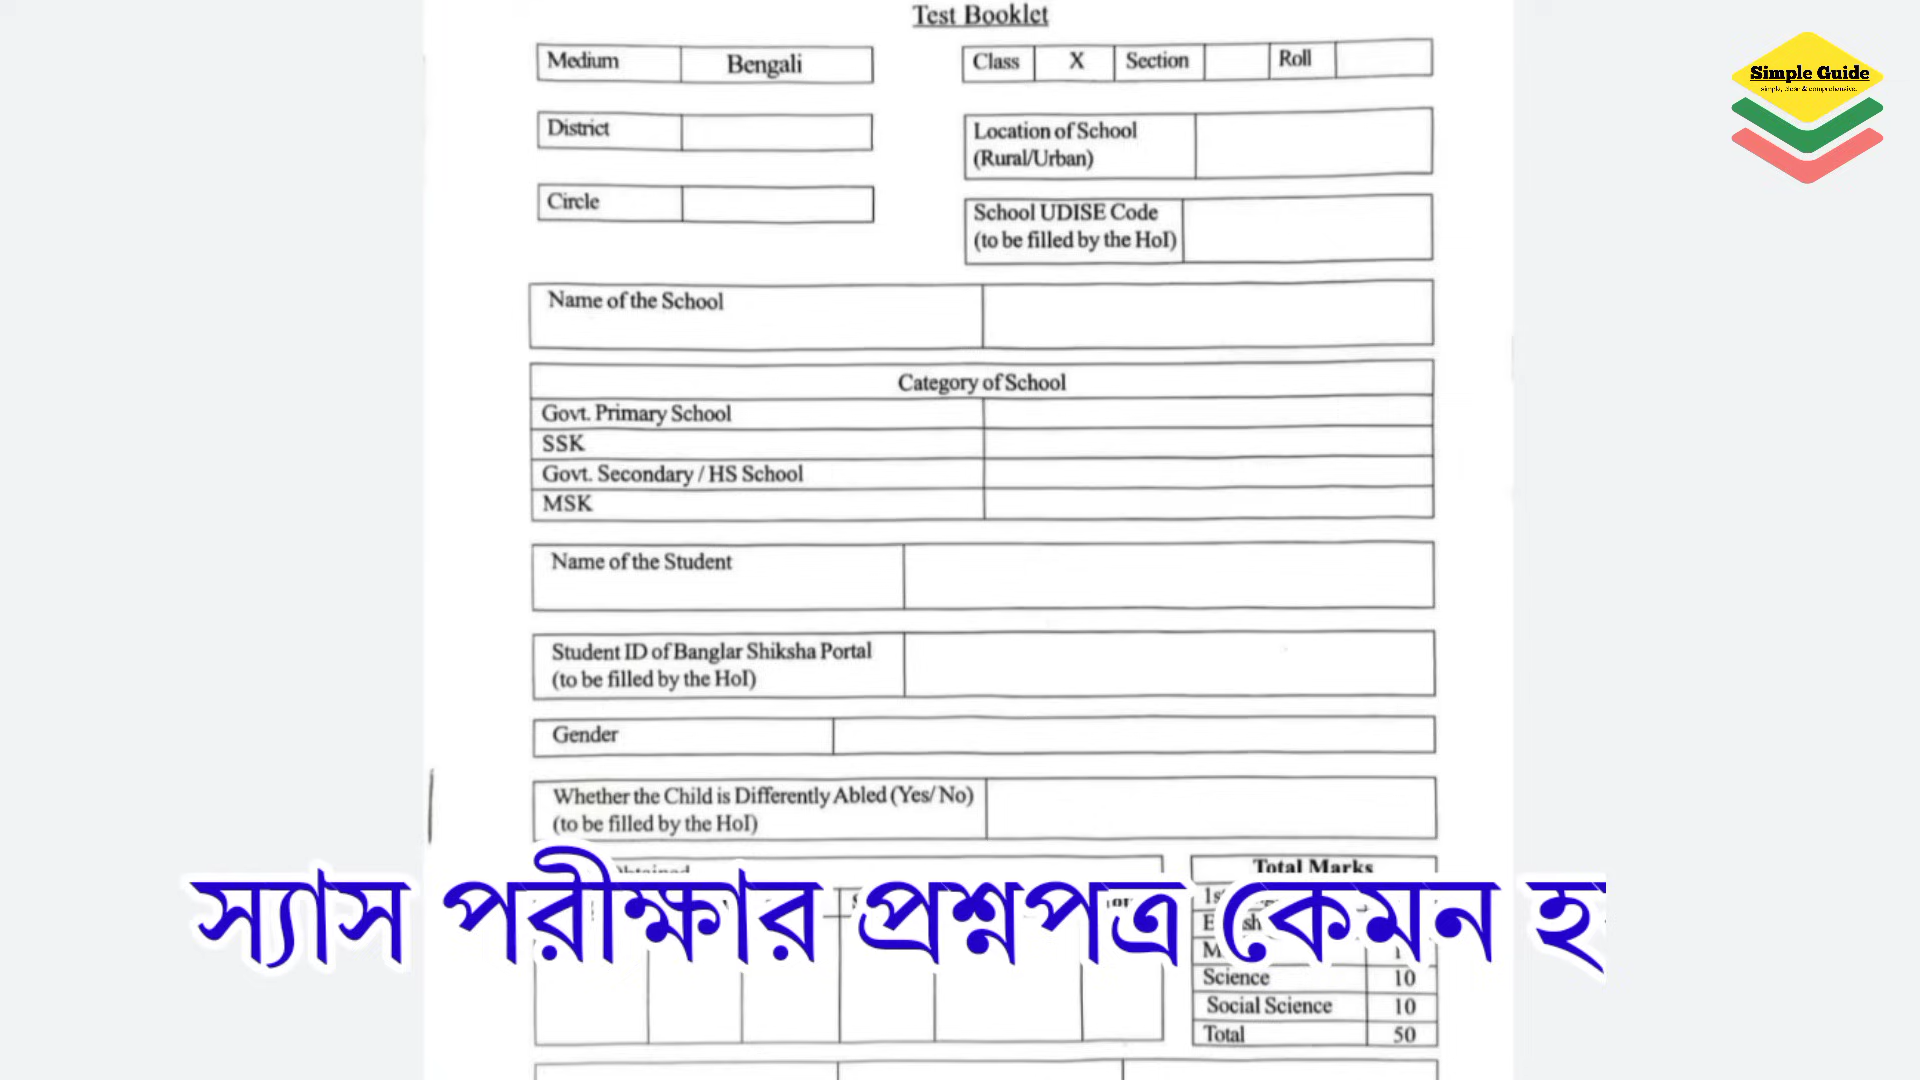 Test Booklet
Medium Bengali
Class X Section Roll
Simple Guide
simple, clear & comprehensive.
District
Location of School
(Rural/Urban)
Circle
School UDISE Code
(to be filled by the HoI)
Name of the School
Category of School
Govt. Primary School
SSK
Govt. Secondary / HS School
MSK
Name of the Student
Student ID of Banglar Shiksha Portal
(to be filled by the HoI)
Gender
Whether the Child is Differently Abled (Yes/ No)
(to be filled by the HoI)
Total Marks
স্যাস পরীক্ষার প্রশ্নপত্র কেমন হ
Science 10
Social Science 10
Total 50